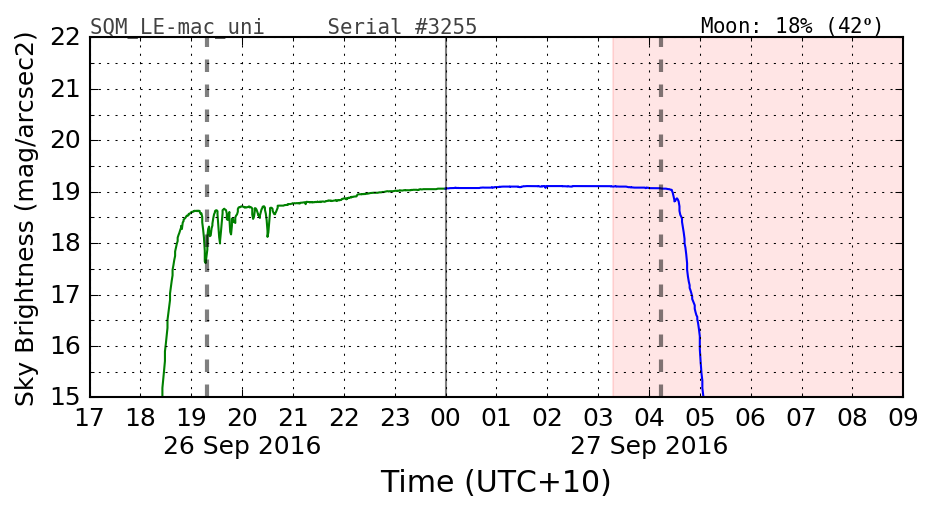 SQM_LE-mac_uni Serial #3255 Moon: 18% (42º)
Sky Brightness (mag/arcsec2)
22
21
20
19
18
17
16
15
17 18 19 20 21 22 23 00 01 02 03 04 05 06 07 08 09
26 Sep 2016 27 Sep 2016
Time (UTC+10)